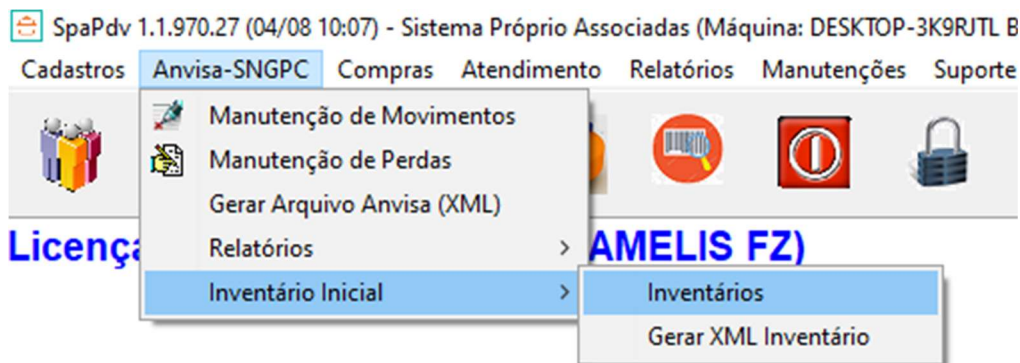 SpaPdv 1.1.970.27 (04/08 10:07) - Sistema Próprio Associadas (Máquina: DESKTOP-3K9RJTL B
Cadastros Anvisa-SNGPC Compras Atendimento Relatórios Manutenções Suporte
Manutenção de Movimentos
Manutenção de Perdas
Gerar Arquivo Anvisa (XML)
Licença AMELIS FZ)
Relatórios >
Inventário Inicial >
Inventários
Gerar XML Inventário